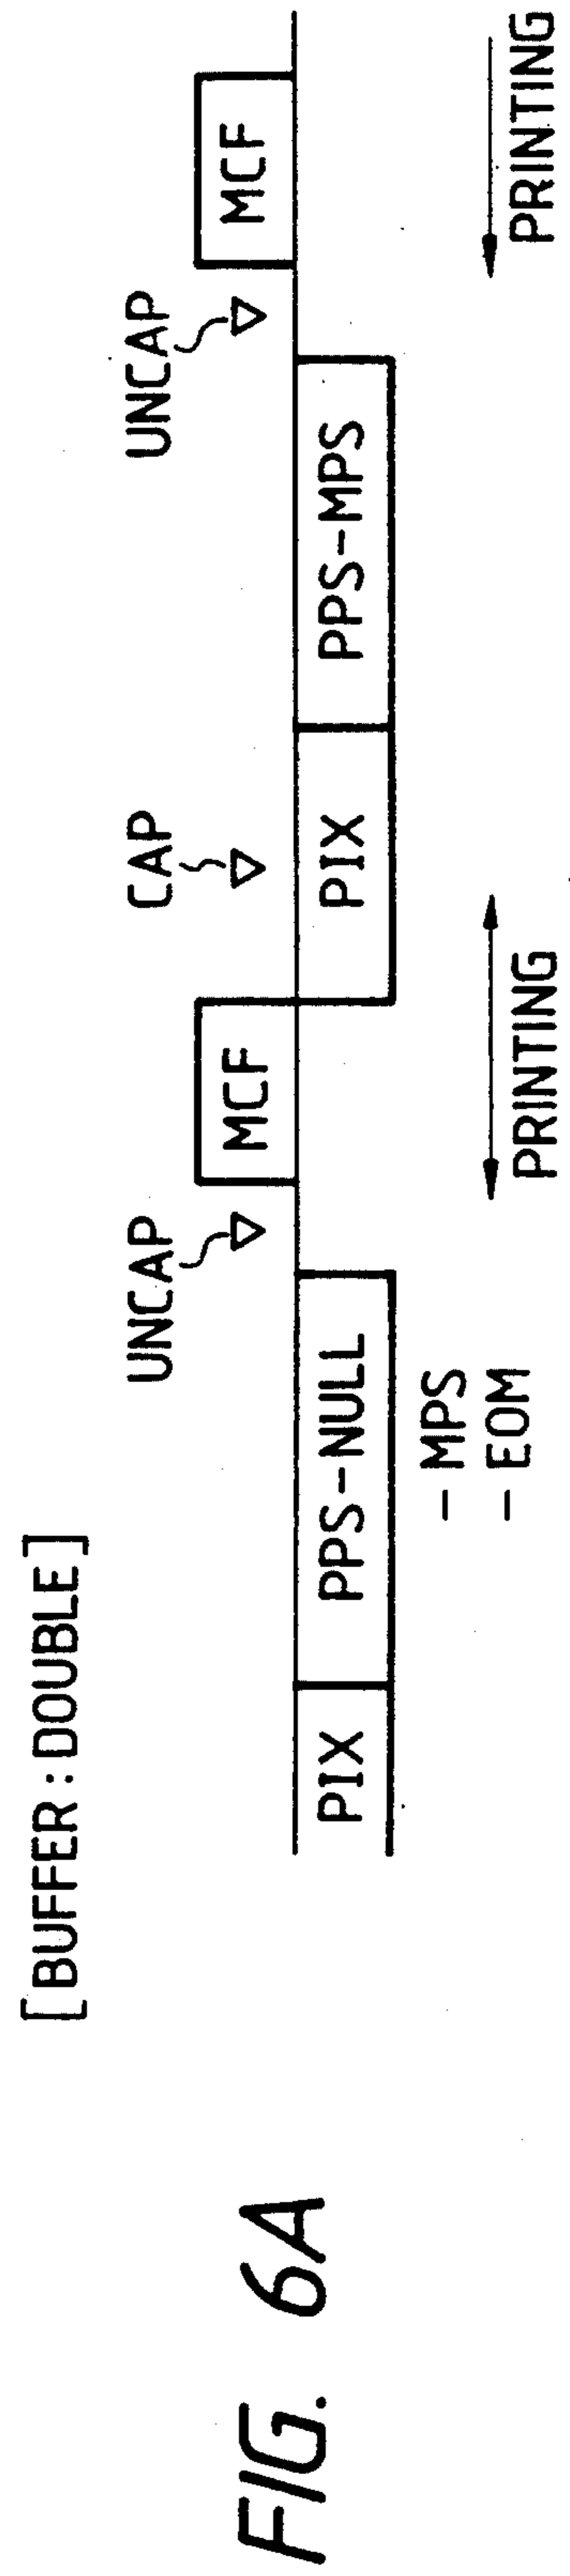 FIG. 6A
[BUFFER : DOUBLE]
UNCAP
CAP
UNCAP
MCF
MCF
PIX
PPS-NULL
PIX
PPS-MPS
- MPS
- EOM
PRINTING
PRINTING